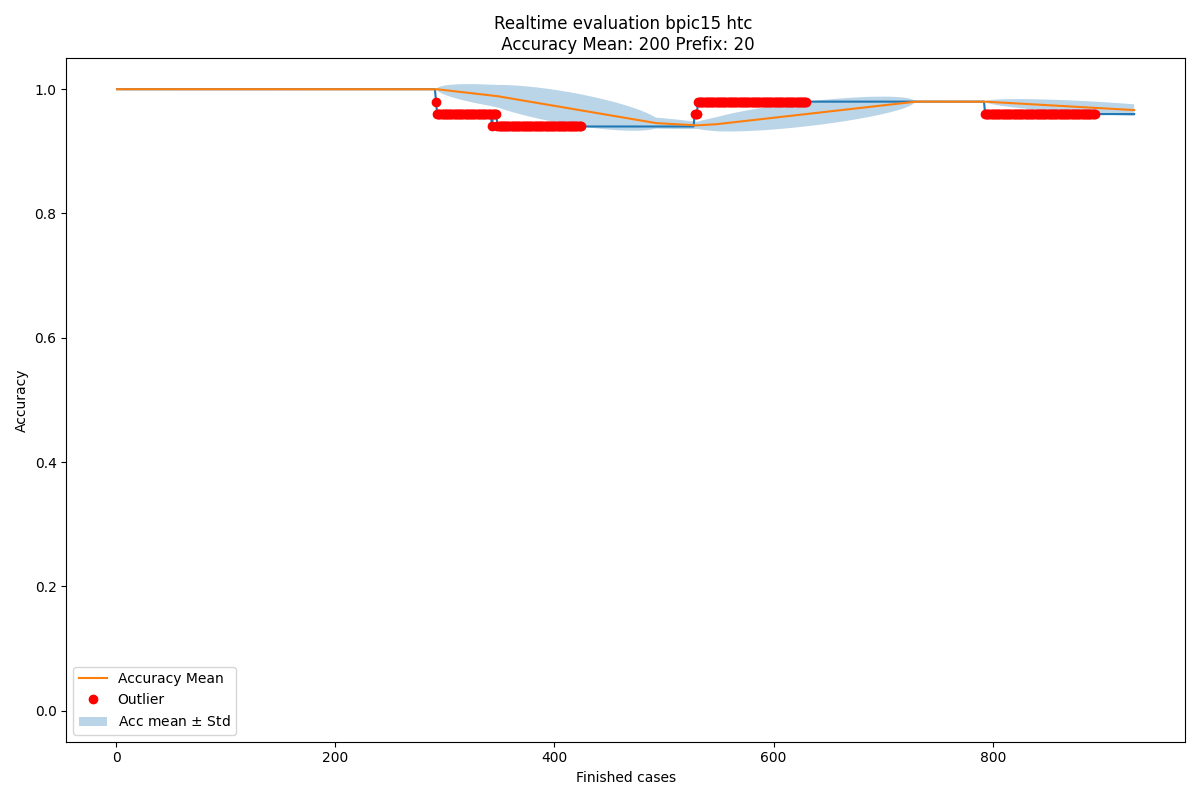 Realtime evaluation bpic15 htc
Accuracy Mean: 200 Prefix: 20
1.0
0.8
0.6
0.4
0.2
0.0
Accuracy
Accuracy Mean
Outlier
Acc mean ± Std
0 200 400 600 800
Finished cases